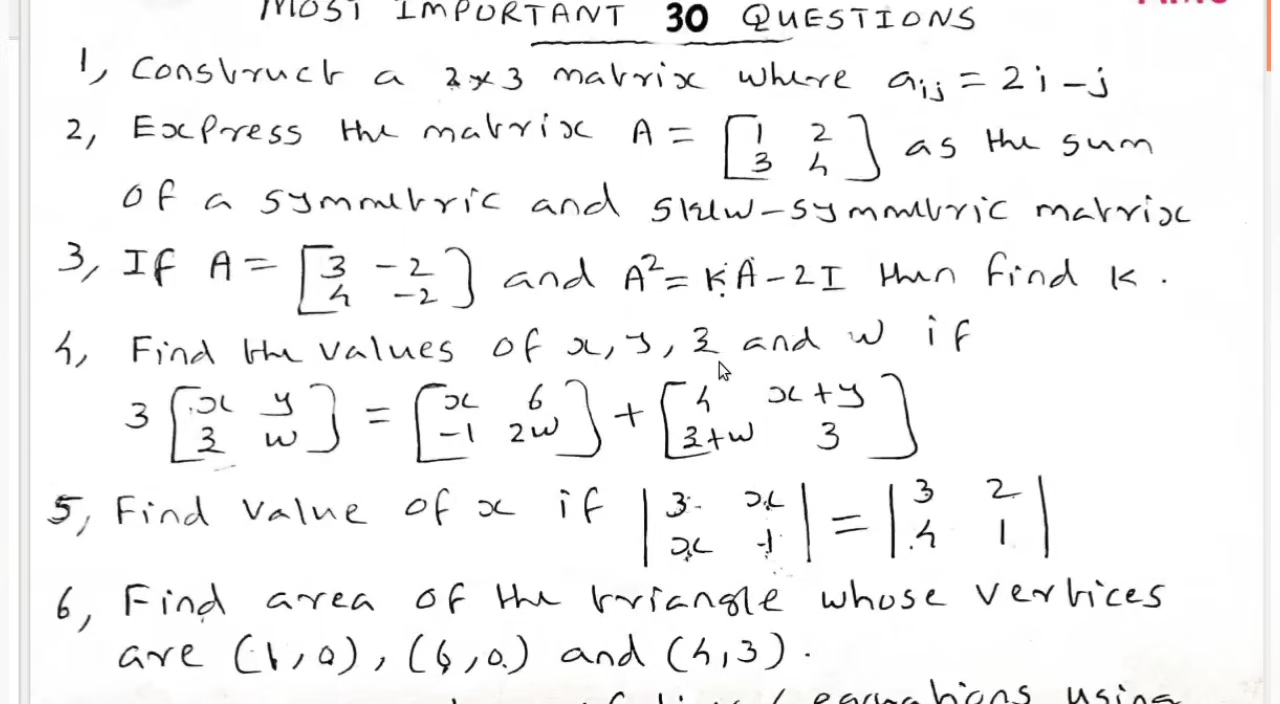 MOST IMPORTANT 30 QUESTIONS
1, Construct a 2×3 matrix where aij = 2i-j
2, Express the matrix A = [1 2; 3 4] as the sum
of a symmetric and skew-symmetric matrix
3, If A = [3 -2; 4 -2] and A² = KA - 2I then find k.
4, Find the values of x, y, z and w if
3 [x y; z w] = [x 6; -1 2w] + [4 x+y; z+w 3]
5, Find value of x if |3 x; x 1| = |3 2; 4 1|
6, Find area of the triangle whose vertices
are (1,0), (6,0) and (4,3).
equations using